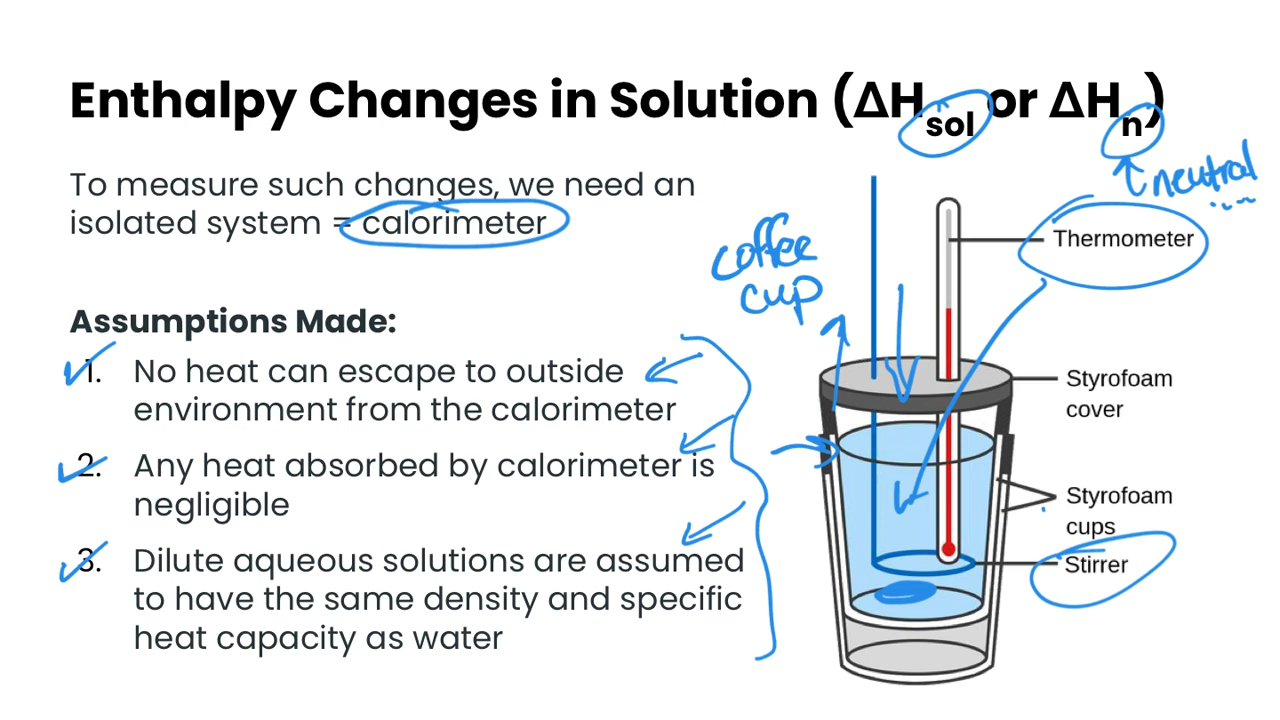 Enthalpy Changes in Solution (ΔHsol or ΔHn)
neutral
To measure such changes, we need an
isolated system = calorimeter
coffee
cup
Thermometer
Assumptions Made:
1. No heat can escape to outside
environment from the calorimeter
2. Any heat absorbed by calorimeter is
negligible
3. Dilute aqueous solutions are assumed
to have the same density and specific
heat capacity as water
Styrofoam
cover
Styrofoam
cups
Stirrer